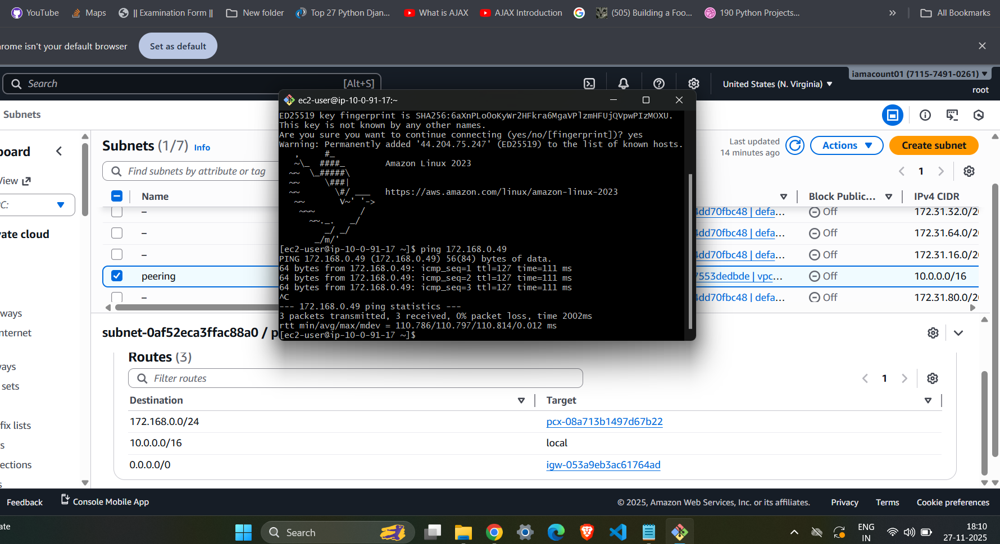 YouTube Maps || Examination Form || New folder Top 27 Python Djan... What is AJAX AJAX Introduction (505) Building a Foo... 190 Python Projects... » All Bookmarks
rome isn't your default browser Set as default
Search [Alt+S] United States (N. Virginia) iamacount01 (7115-7491-0261)
root
Subnets
board
View
C:
ate cloud
ways
nternet
ays
sets
fix lists
s
ections
Subnets (1/7) Info
Last updated
14 minutes ago
Actions
Create subnet
Find subnets by attribute or tag
1
Name Block Public... IPv4 CIDR
– 4dd70fbc48 | defa... Off 172.31.32.0/2
– 4dd70fbc48 | defa... Off 172.31.64.0/2
– 4dd70fbc48 | defa... Off 172.31.16.0/2
peering 7553dedbde | vpc... Off 10.0.0.0/16
– 4dd70fbc48 | defa... Off 172.31.80.0/2
ec2-user@ip-10-0-91-17:~
ED25519 key fingerprint is SHA256:6aXnPLoOoKyWr2HFkra6MgaVPlzmHFUjQVpwPIzMOXU.
This key is not known by any other names.
Are you sure you want to continue connecting (yes/no/[fingerprint])? yes
Warning: Permanently added '44.204.75.247' (ED25519) to the list of known hosts.
   ,     #_
   ~\_  ####_        Amazon Linux 2023
  ~~  \_#####\
  ~~     \###|
  ~~       \#/ ___   https://aws.amazon.com/linux/amazon-linux-2023
   ~~       V~' '->
    ~~~         /
      ~~._.   _/
         _/ _/
       _/m/'
[ec2-user@ip-10-0-91-17 ~]$ ping 172.168.0.49
PING 172.168.0.49 (172.168.0.49) 56(84) bytes of data.
64 bytes from 172.168.0.49: icmp_seq=1 ttl=127 time=111 ms
64 bytes from 172.168.0.49: icmp_seq=2 ttl=127 time=111 ms
64 bytes from 172.168.0.49: icmp_seq=3 ttl=127 time=111 ms
^C
--- 172.168.0.49 ping statistics ---
3 packets transmitted, 3 received, 0% packet loss, time 2002ms
rtt min/avg/max/mdev = 110.786/110.797/110.814/0.012 ms
[ec2-user@ip-10-0-91-17 ~]$
subnet-0af52eca3ffac88a0 / p
Routes (3)
Filter routes
1
Destination Target
172.168.0.0/24 pcx-08a713b1497d67b22
10.0.0.0/16 local
0.0.0.0/0 igw-053a9eb3ac61764ad
Feedback Console Mobile App © 2025, Amazon Web Services, Inc. or its affiliates. Privacy Terms Cookie preferences
ate
Search
ENG
IN
18:10
27-11-2025